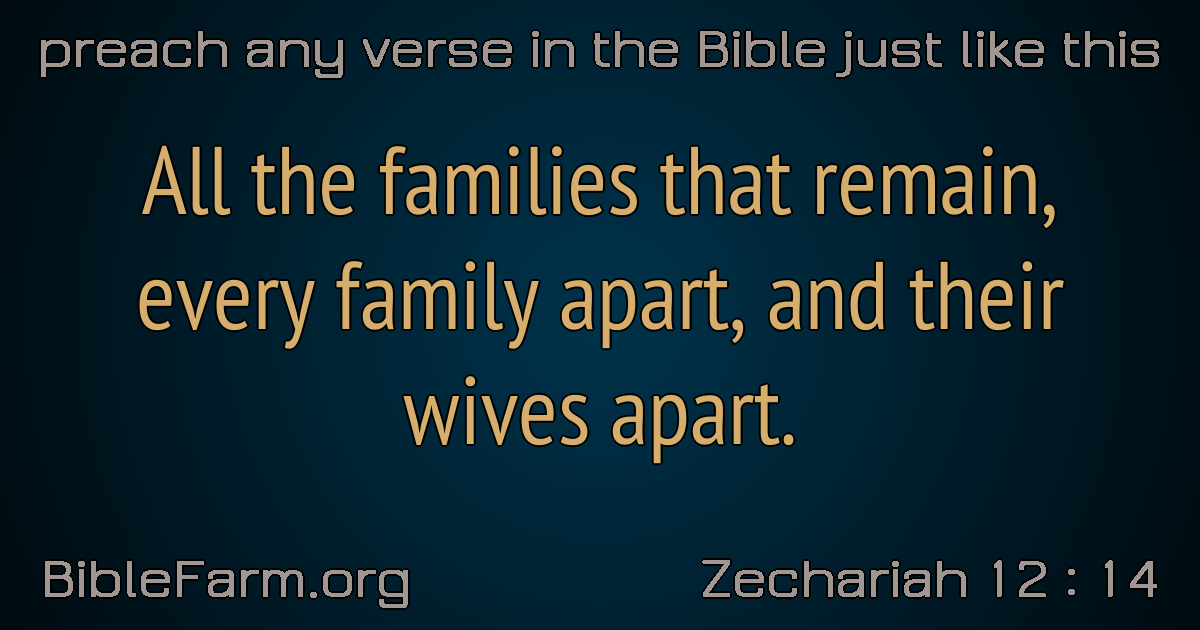 preach any verse in the Bible just like this
All the families that remain,
every family apart, and their
wives apart.
BibleFarm.org
Zechariah 12 : 14